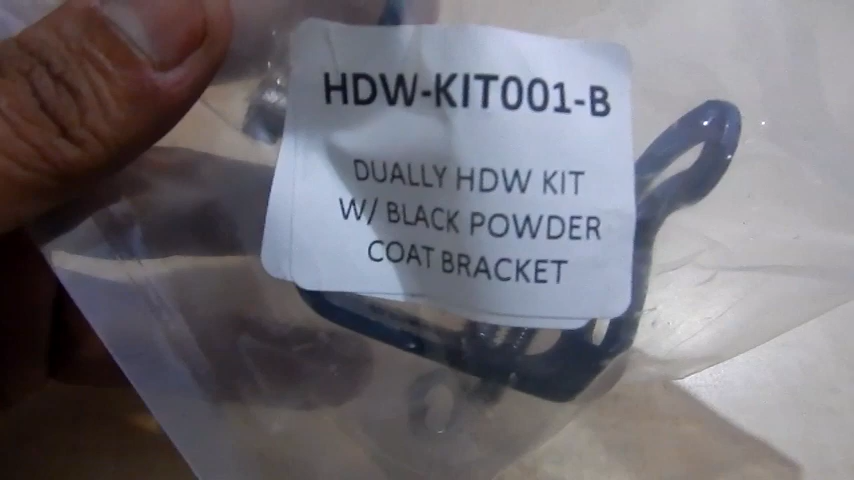 HDW-KIT001-B
DUALLY HDW KIT
W/ BLACK POWDER
COAT BRACKET